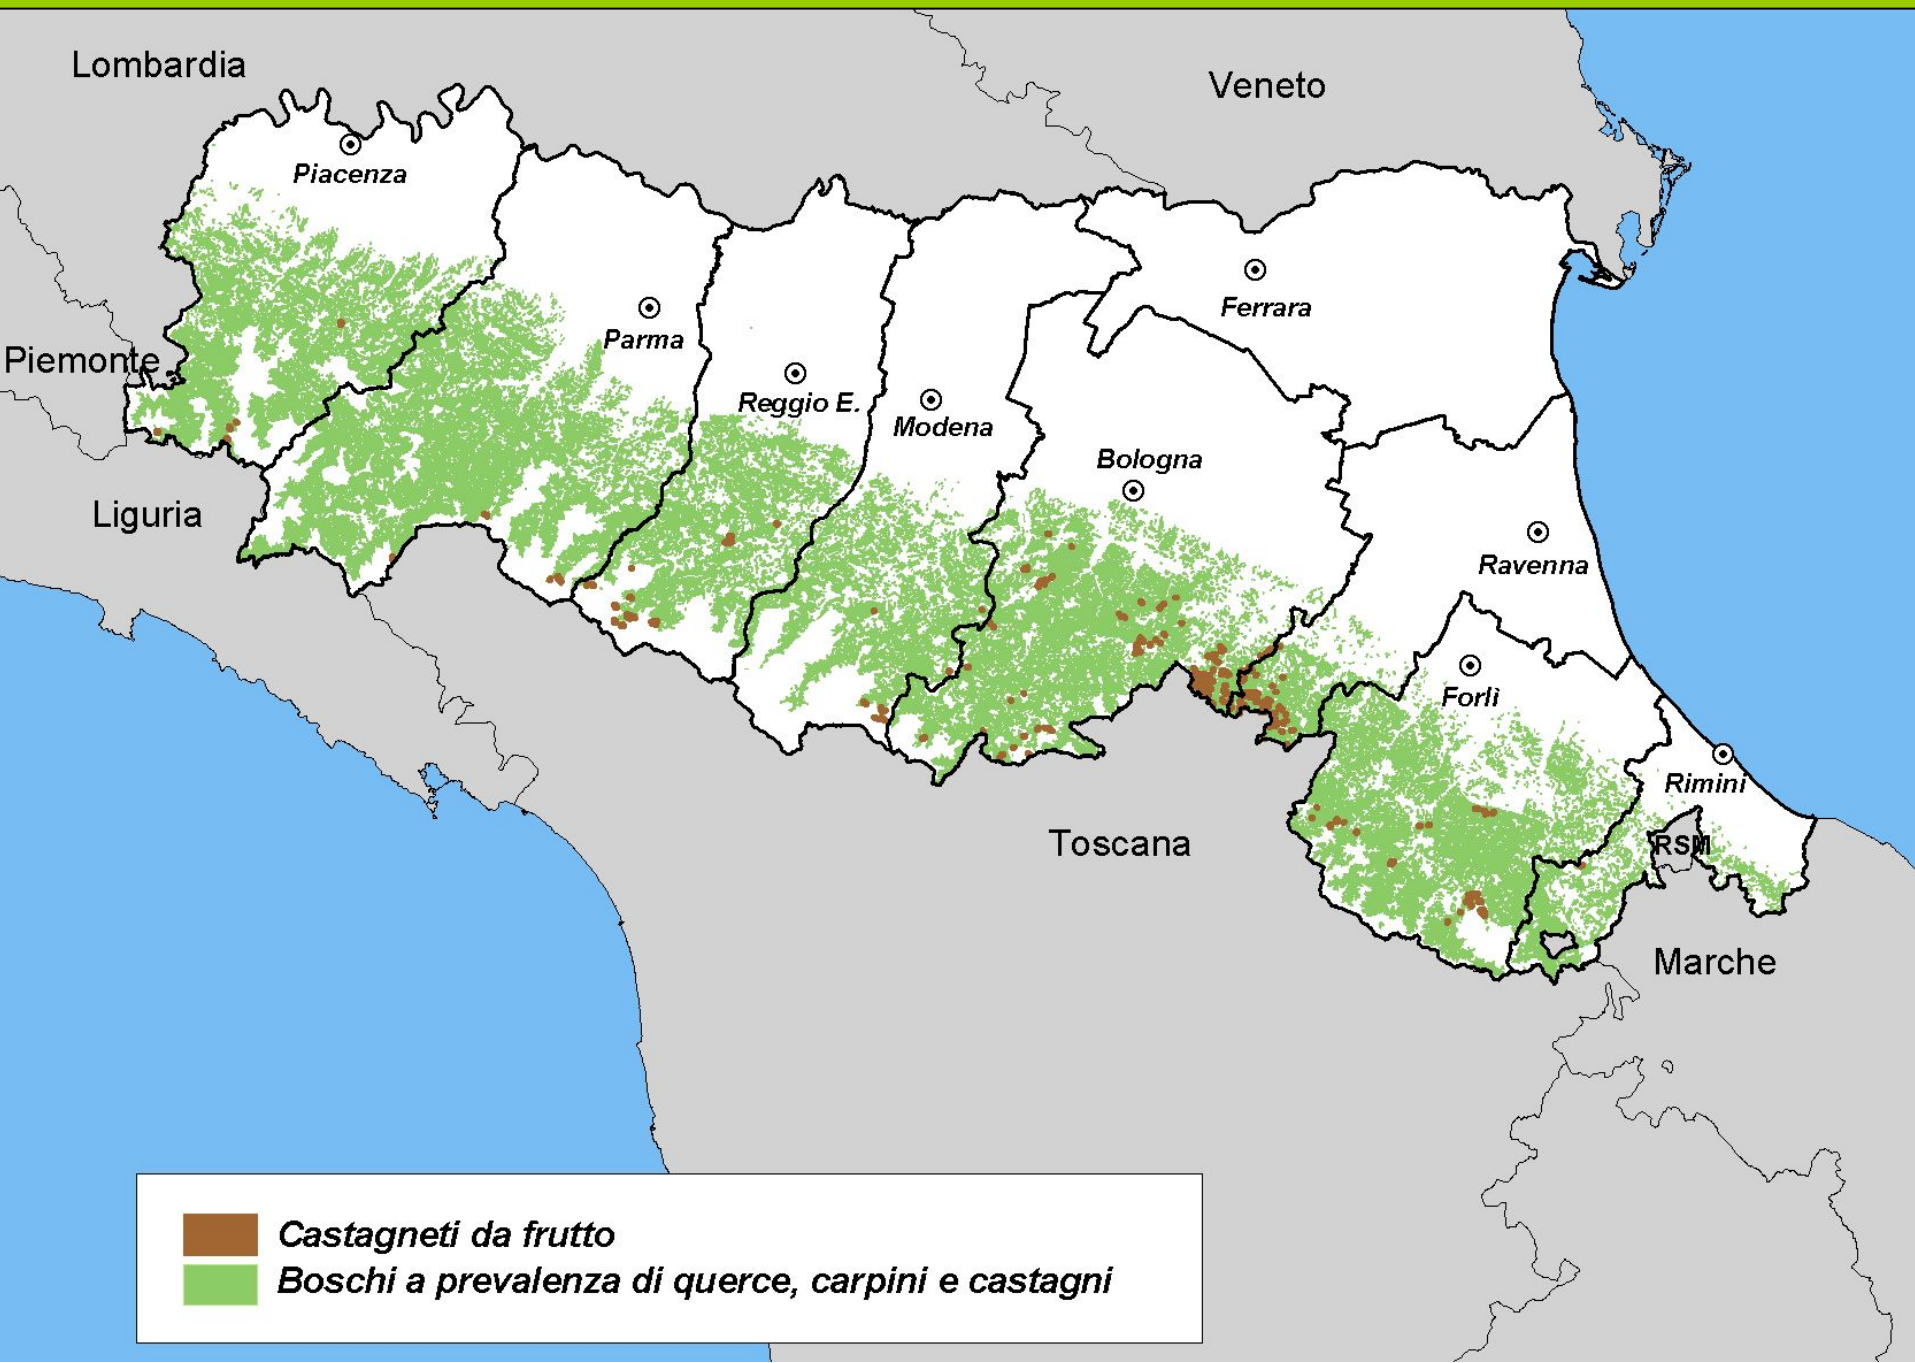 Lombardia
Veneto
Piacenza
Ferrara
Parma
Piemonte
Reggio E.
Modena
Bologna
Liguria
Ravenna
Forlì
Rimini
Toscana
RSM
Marche
Castagneti da frutto
Boschi a prevalenza di querce, carpini e castagni